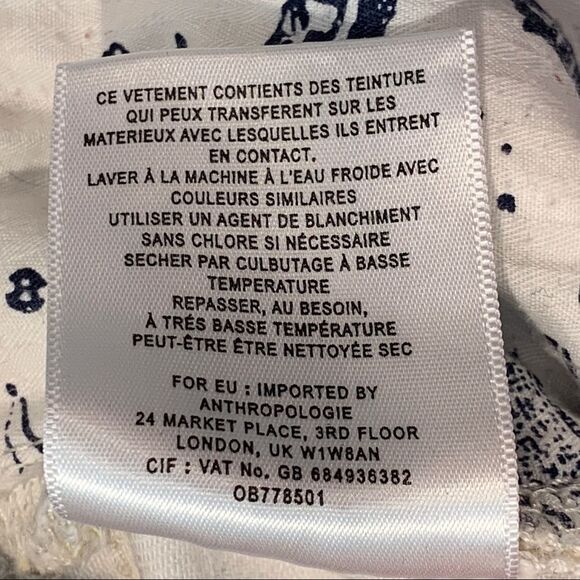 CE VETEMENT CONTIENTS DES TEINTURE
QUI PEUX TRANSFERENT SUR LES
MATERIEUX AVEC LESQUELLES ILS ENTRENT
EN CONTACT.
LAVER À LA MACHINE À L'EAU FROIDE AVEC
COULEURS SIMILAIRES
UTILISER UN AGENT DE BLANCHIMENT
SANS CHLORE SI NÉCESSAIRE
SECHER PAR CULBUTAGE À BASSE
TEMPERATURE
REPASSER, AU BESOIN,
À TRÉS BASSE TEMPÉRATURE
PEUT-ÊTRE ÊTRE NETTOYÉE SEC
FOR EU : IMPORTED BY
ANTHROPOLOGIE
24 MARKET PLACE, 3RD FLOOR
LONDON, UK W1W8AN
CIF : VAT No. GB 684936382
OB778501